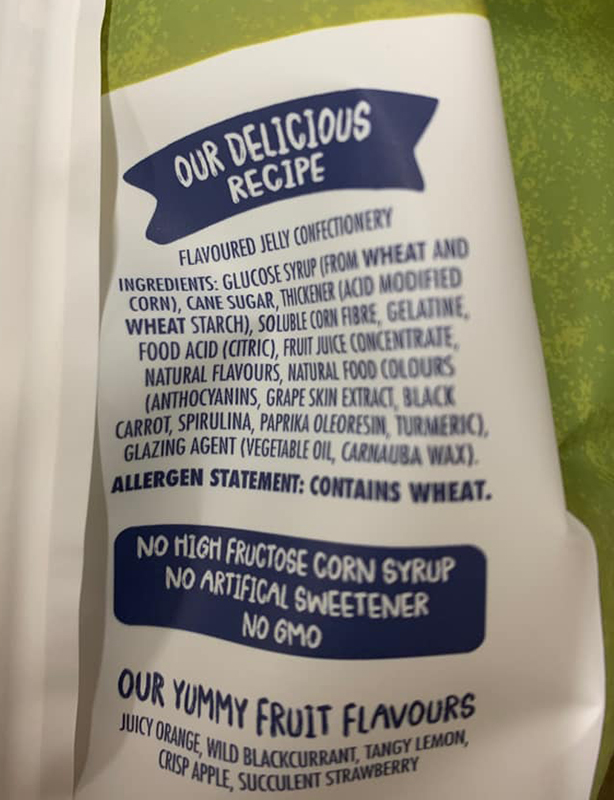 OUR DELICIOUS
RECIPE
FLAVOURED JELLY CONFECTIONERY
INGREDIENTS: GLUCOSE SYRUP (FROM WHEAT AND
CORN), CANE SUGAR, THICKENER (ACID MODIFIED
WHEAT STARCH), SOLUBLE CORN FIBRE, GELATINE,
FOOD ACID (CITRIC), FRUIT JUICE CONCENTRATE,
NATURAL FLAVOURS, NATURAL FOOD COLOURS
(ANTHOCYANINS, GRAPE SKIN EXTRACT, BLACK
CARROT, SPIRULINA, PAPRIKA OLEORESIN, TURMERIC),
GLAZING AGENT (VEGETABLE OIL, CARNAUBA WAX).
ALLERGEN STATEMENT: CONTAINS WHEAT.
NO HIGH FRUCTOSE CORN SYRUP
NO ARTIFICAL SWEETENER
NO GMO
OUR YUMMY FRUIT FLAVOURS
JUICY ORANGE, WILD BLACKCURRANT, TANGY LEMON,
CRISP APPLE, SUCCULENT STRAWBERRY